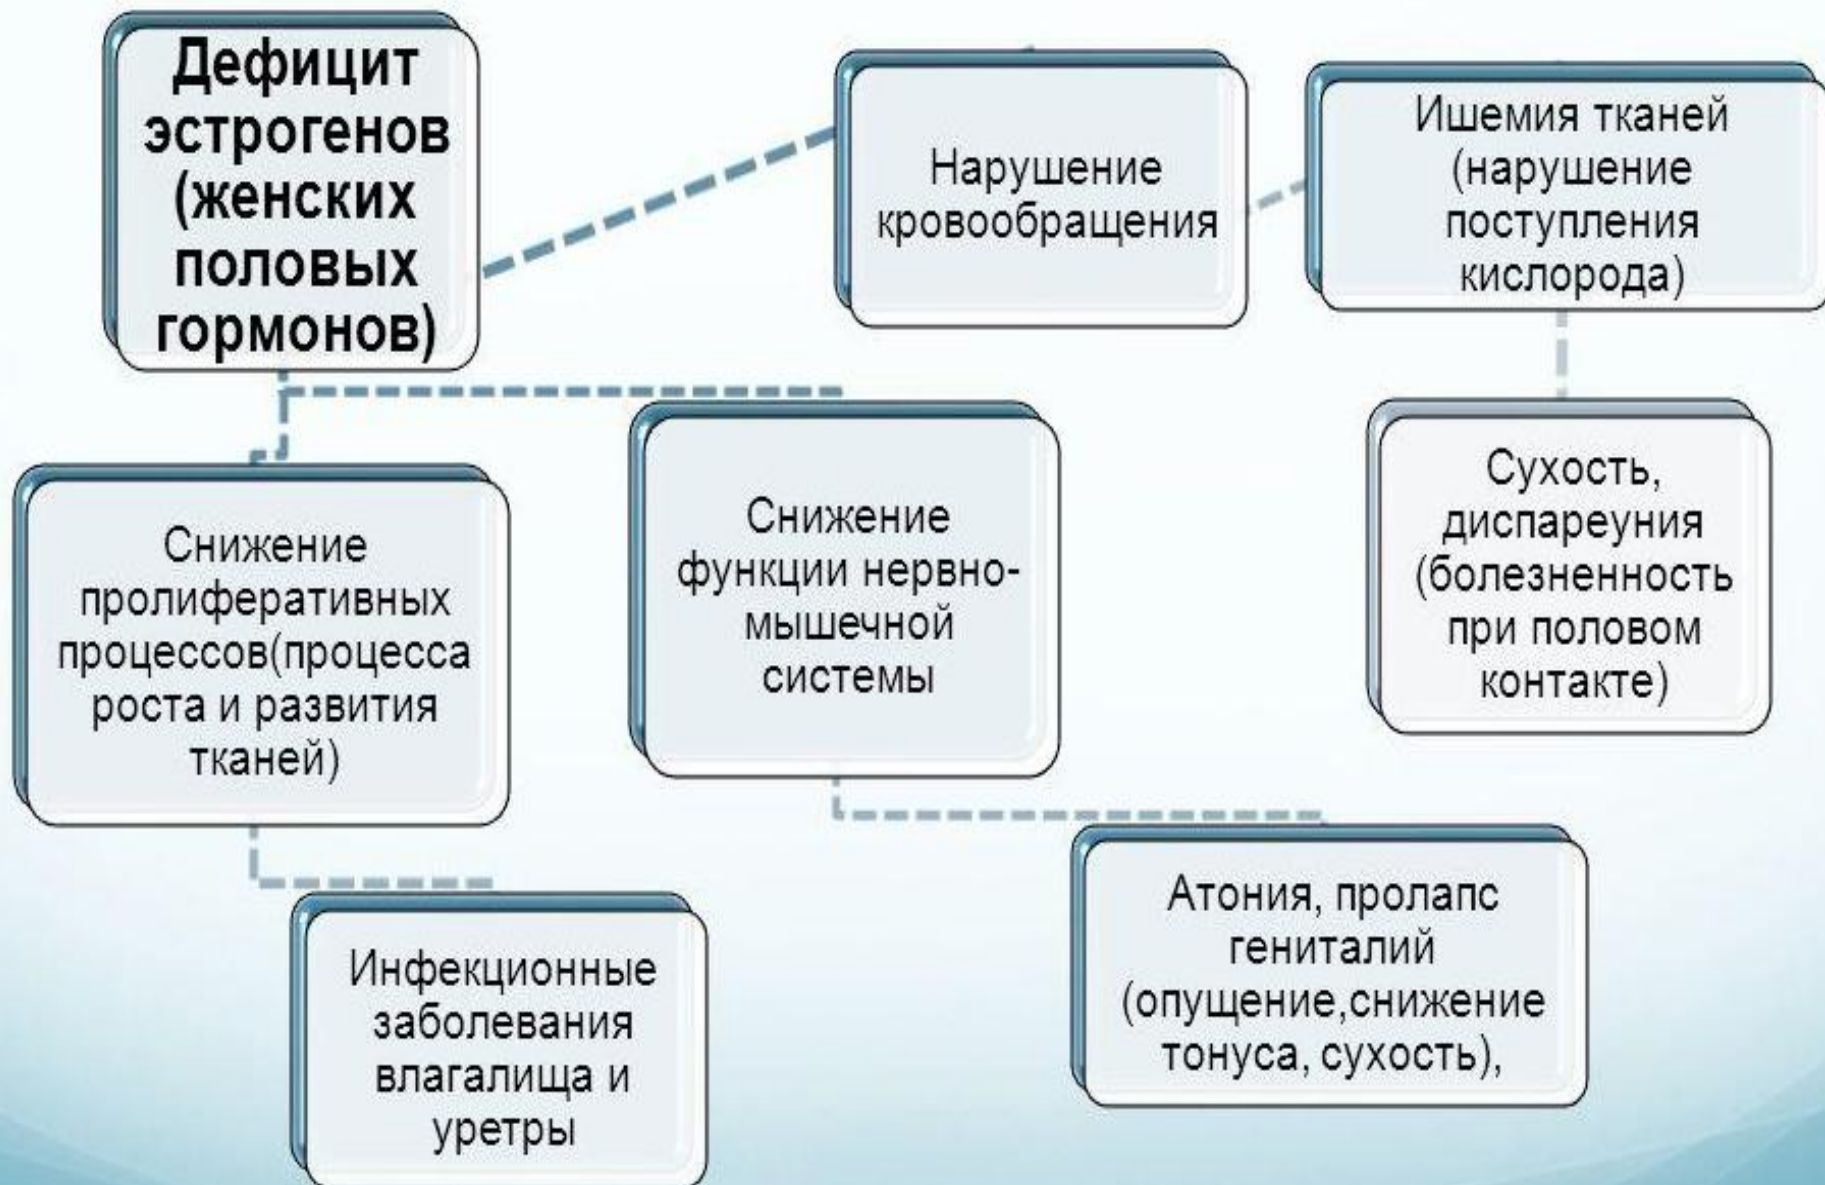 Дефицит
эстрогенов
(женских
половых
гормонов)
Нарушение
кровообращения
Ишемия тканей
(нарушение
поступления
кислорода)
Снижение
пролиферативных
процессов(процесса
роста и развития
тканей)
Снижение
функции нервно-
мышечной
системы
Сухость,
диспареуния
(болезненность
при половом
контакте)
Инфекционные
заболевания
влагалища и
уретры
Атония, пролапс
гениталий
(опущение,снижение
тонуса, сухость),